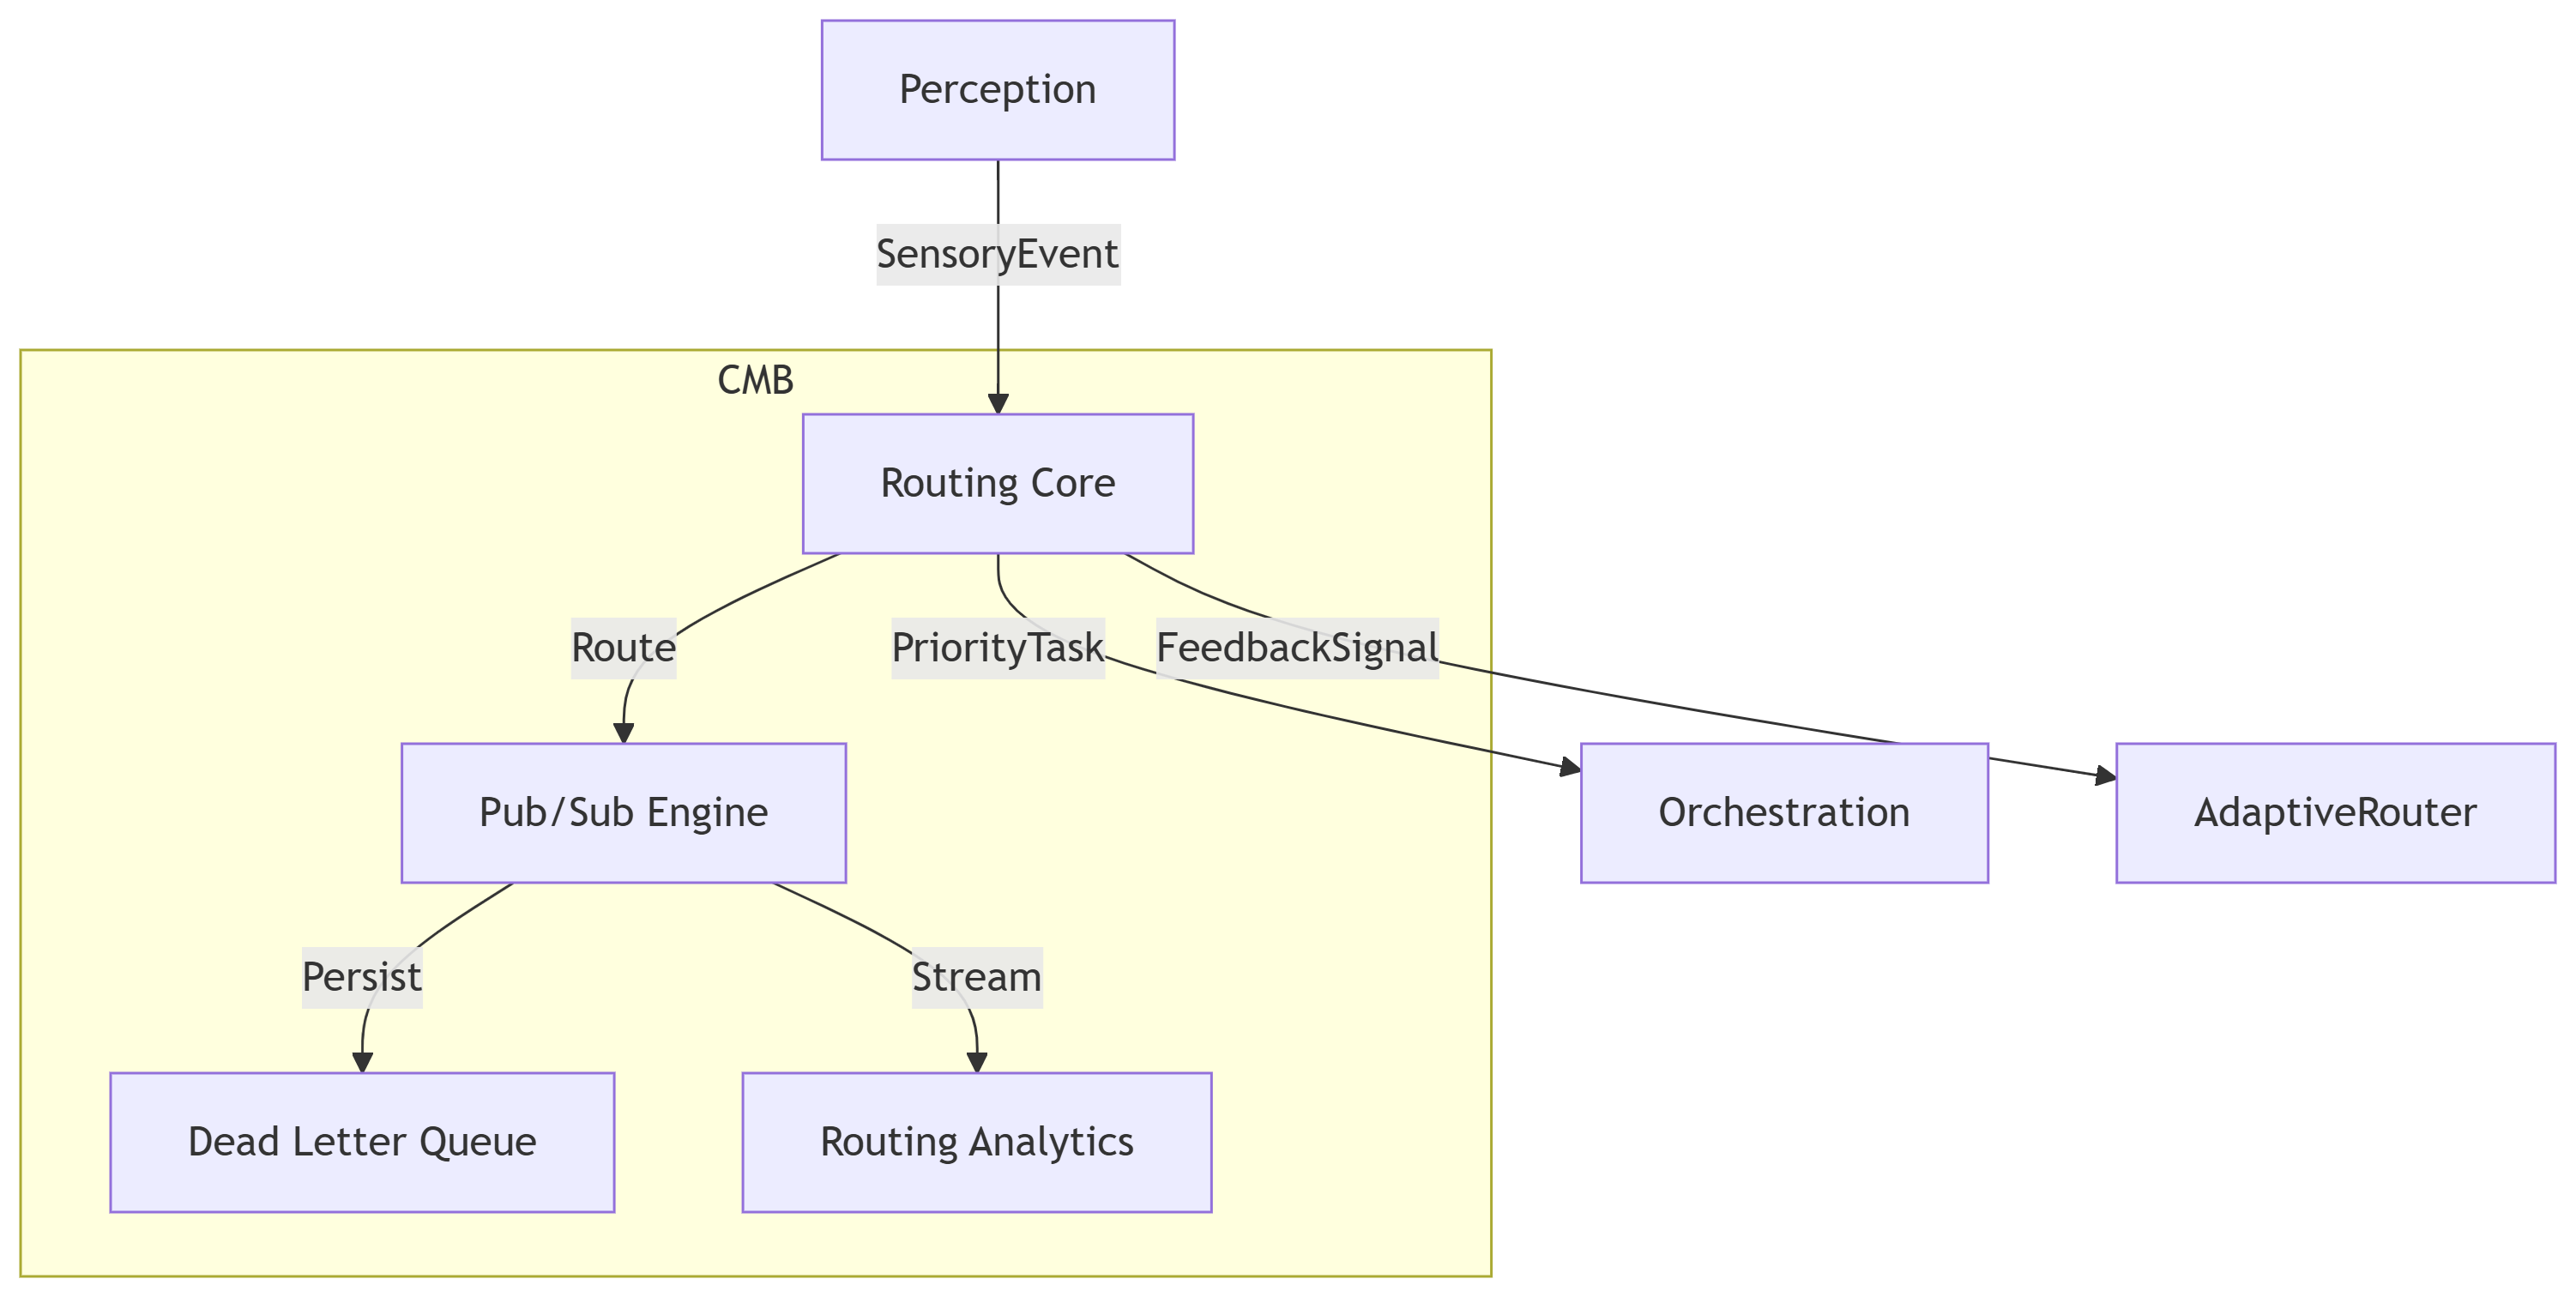 Perception
SensoryEvent
CMB
Routing Core
Route
PriorityTask
FeedbackSignal
Pub/Sub Engine
Orchestration
AdaptiveRouter
Persist
Stream
Dead Letter Queue
Routing Analytics